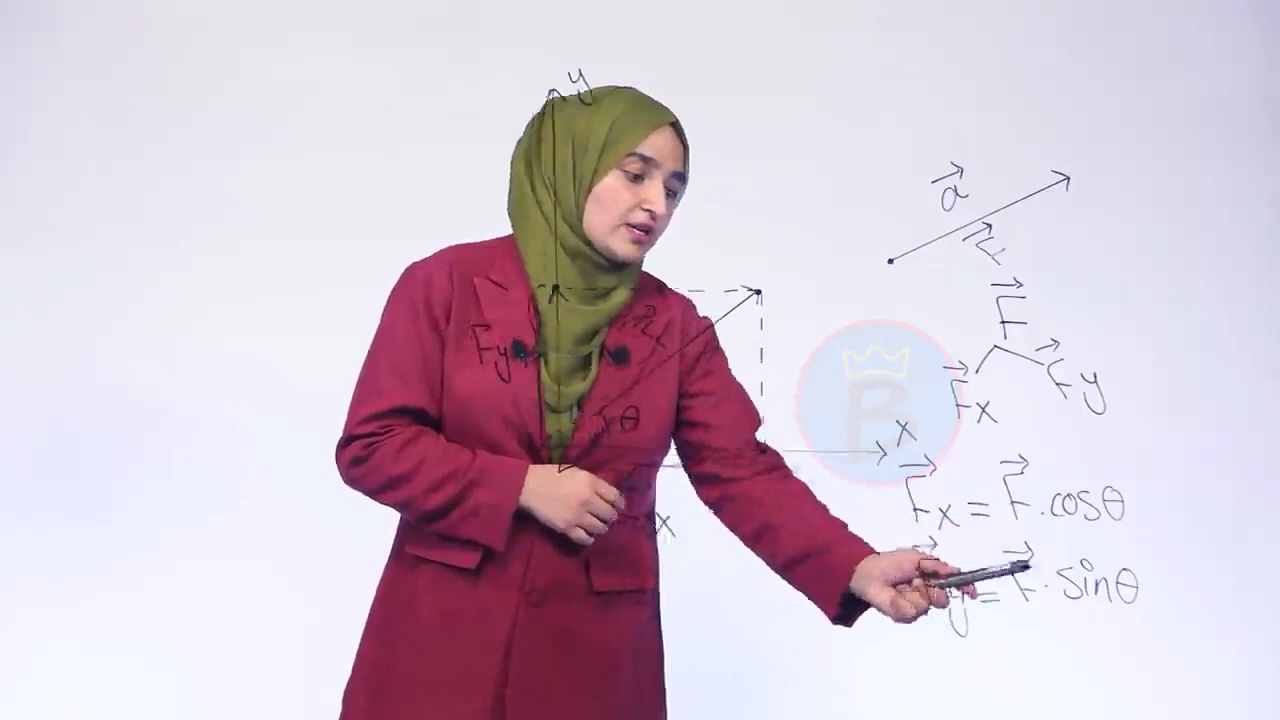 y
a⃗
F⃗
F⃗
Fy
F⃗x F⃗y
θ
x
x
F⃗x = F⃗ · cosθ
y = F⃗ · sinθ
B